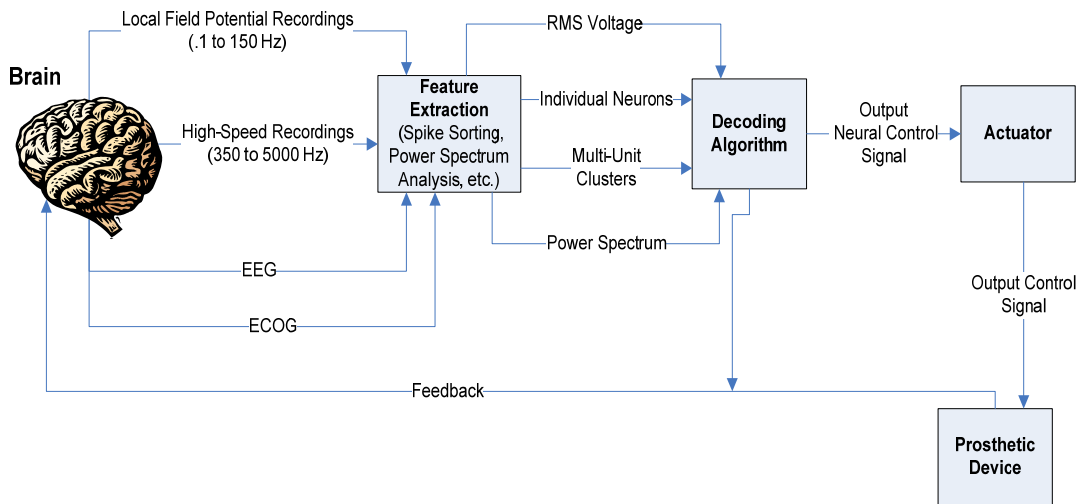 Local Field Potential Recordings
(.1 to 150 Hz)
RMS Voltage
Brain
Feature
Extraction
(Spike Sorting,
Power Spectrum
Analysis, etc.)
High-Speed Recordings
(350 to 5000 Hz)
Individual Neurons
Multi-Unit
Clusters
Decoding
Algorithm
Output
Neural Control
Signal
Actuator
Power Spectrum
EEG
ECOG
Output Control
Signal
Feedback
Prosthetic
Device